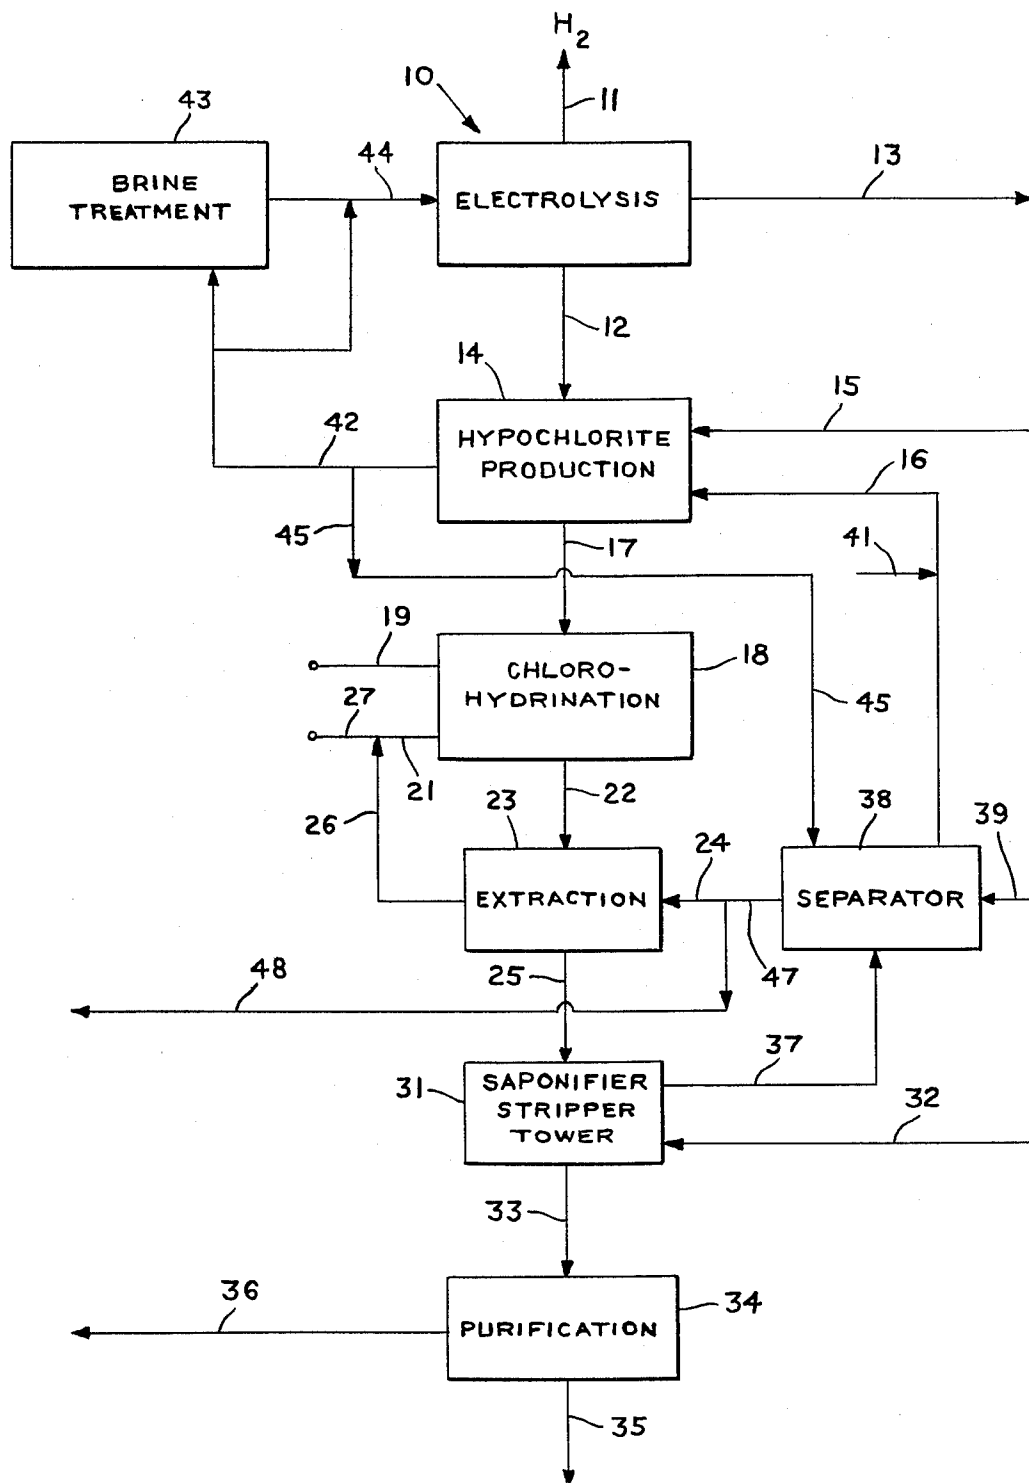 H2
10
11
43
44
13
BRINE
TREATMENT
ELECTROLYSIS
12
14
15
42
HYPOCHLORITE
PRODUCTION
16
45
17
41
19
CHLORO-
HYDRINATION
18
27
45
21
22
26
23
24
38
39
EXTRACTION
SEPARATOR
25
47
48
37
31
SAPONIFIER
STRIPPER
TOWER
32
33
36
34
PURIFICATION
35